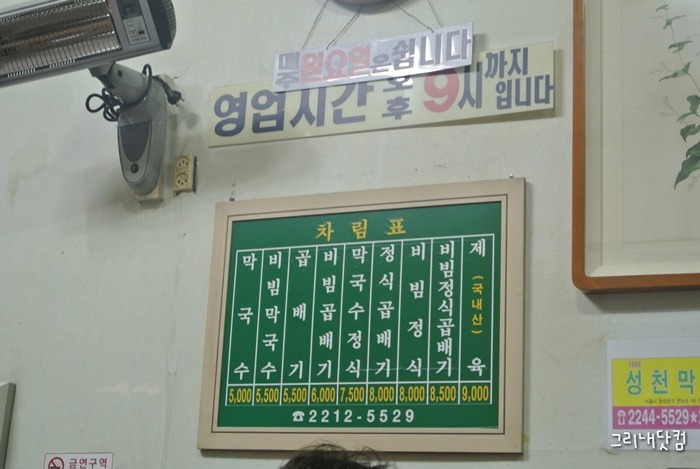 매주 일요일은 쉽니다
영업시간 오후 9시까지 입니다
차림표
막국수 5,000
비빔막국수 5,500
곱배기 5,500
비빔곱배기 6,000
막국수정식 7,500
정식곱배기 8,000
비빔정식 8,000
비빔정식곱배기 8,500
제육 (국내산) 9,000
☎2212-5529
1966
성천막
☎2244-5529
금연구역
그리내닷컴